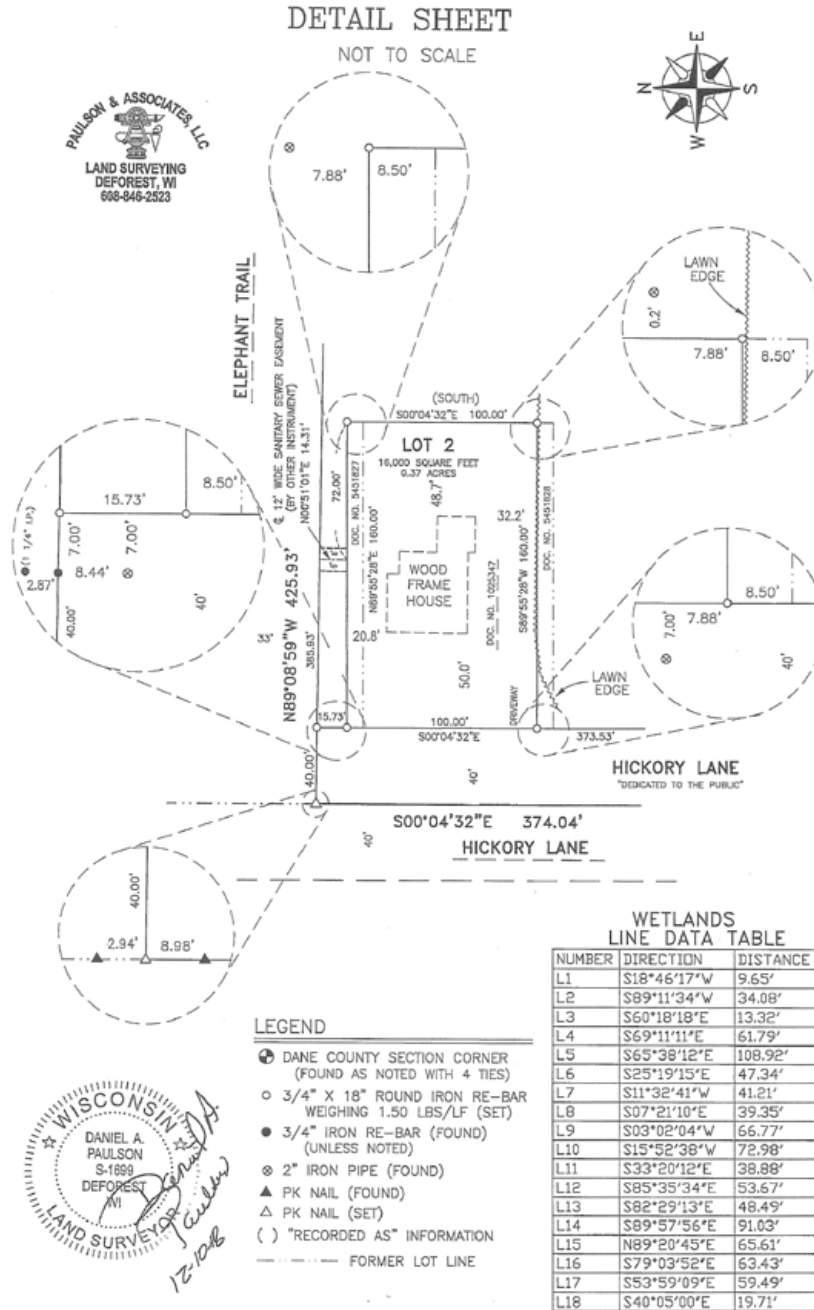 DETAIL SHEET
NOT TO SCALE
PAULSON & ASSOCIATES, LLC
LAND SURVEYING
DEFOREST, WI
608-846-2523
N
E
S
W
7.88'
8.50'
LAWN
EDGE
0.2'
7.88'
8.50'
ELEPHANT TRAIL
℄ 12' WIDE SANITARY SEWER EASEMENT
(BY OTHER INSTRUMENT)
N00°51'01"E 14.31'
(SOUTH)
S00°04'32"E 100.00'
LOT 2
16,000 SQUARE FEET
0.37 ACRES
72.00'
DOC. NO. 5451827
N89°55'28"E 160.00'
48.7'
32.2'
WOOD
FRAME
HOUSE
DOC. NO. 1025347
S89°55'28"W 160.00'
DOC. NO. 5451828
15.73'
8.50'
(1 1/4" I.P.)
7.00'
7.00'
2.87'
8.44'
40.00'
40'
33'
N89°08'59"W 425.93'
385.93'
20.8'
50.0'
DRIVEWAY
LAWN
EDGE
8.50'
7.88'
7.00'
40'
15.73'
100.00'
S00°04'32"E
373.53'
40.00'
40'
HICKORY LANE
"DEDICATED TO THE PUBLIC"
S00°04'32"E 374.04'
40'
HICKORY LANE
40.00'
2.94'
8.98'
WETLANDS
LINE DATA TABLE
NUMBER DIRECTION DISTANCE
L1 S18°46'17"W 9.65'
L2 S89°11'34"W 34.08'
L3 S60°18'18"E 13.32'
L4 S69°11'11"E 61.79'
L5 S65°38'12"E 108.92'
L6 S25°19'15"E 47.34'
L7 S11°32'41"W 41.21'
L8 S07°21'10"E 39.35'
L9 S03°02'04"W 66.77'
L10 S15°52'38"W 72.98'
L11 S33°20'12"E 38.88'
L12 S85°35'34"E 53.67'
L13 S82°29'13"E 48.49'
L14 S89°57'56"E 91.03'
L15 N89°20'45"E 65.61'
L16 S79°03'52"E 63.43'
L17 S53°59'09"E 59.49'
L18 S40°05'00"E 19.71'
LEGEND
DANE COUNTY SECTION CORNER
(FOUND AS NOTED WITH 4 TIES)
3/4" X 18" ROUND IRON RE-BAR
WEIGHING 1.50 LBS/LF (SET)
3/4" IRON RE-BAR (FOUND)
(UNLESS NOTED)
2" IRON PIPE (FOUND)
PK NAIL (FOUND)
PK NAIL (SET)
( ) "RECORDED AS" INFORMATION
FORMER LOT LINE
WISCONSIN
DANIEL A.
PAULSON
S-1699
DEFOREST
WI
LAND SURVEYOR